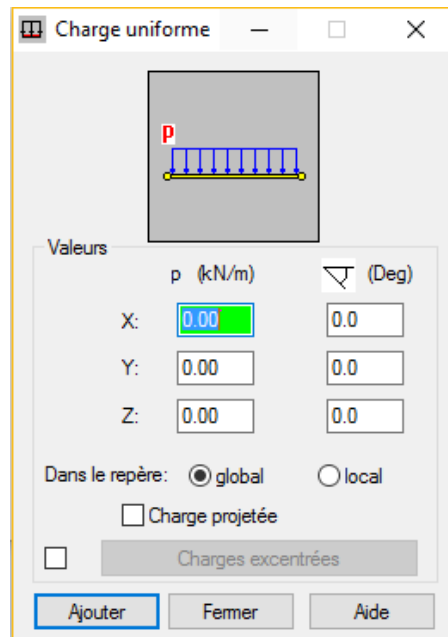 Charge uniforme
p
Valeurs
p (kN/m) (Deg)
X: 0.00 0.0
Y: 0.00 0.0
Z: 0.00 0.0
Dans le repère: global local
Charge projetée
Charges excentrées
Ajouter Fermer Aide